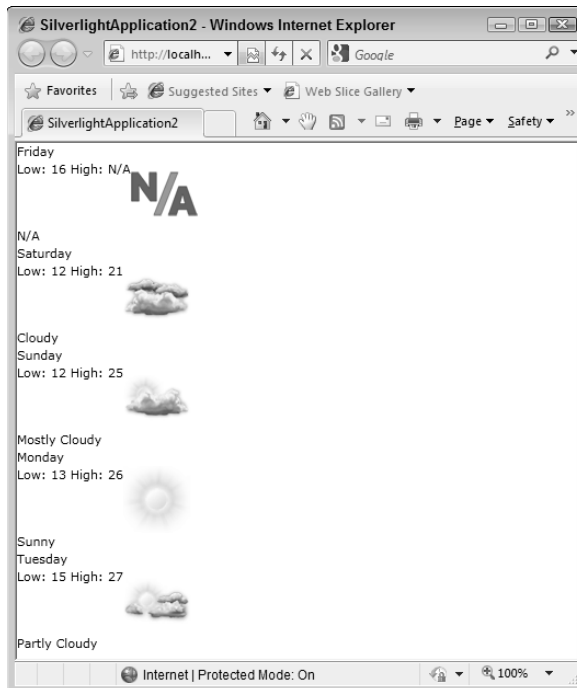 SilverlightApplication2 - Windows Internet Explorer
http://localh...
Google
Favorites
Suggested Sites
Web Slice Gallery
SilverlightApplication2
Page
Safety
»
Friday
Low: 16 High: N/A
N/A
N/A
Saturday
Low: 12 High: 21
Cloudy
Sunday
Low: 12 High: 25
Mostly Cloudy
Monday
Low: 13 High: 26
Sunny
Tuesday
Low: 15 High: 27
Partly Cloudy
Internet | Protected Mode: On
100%